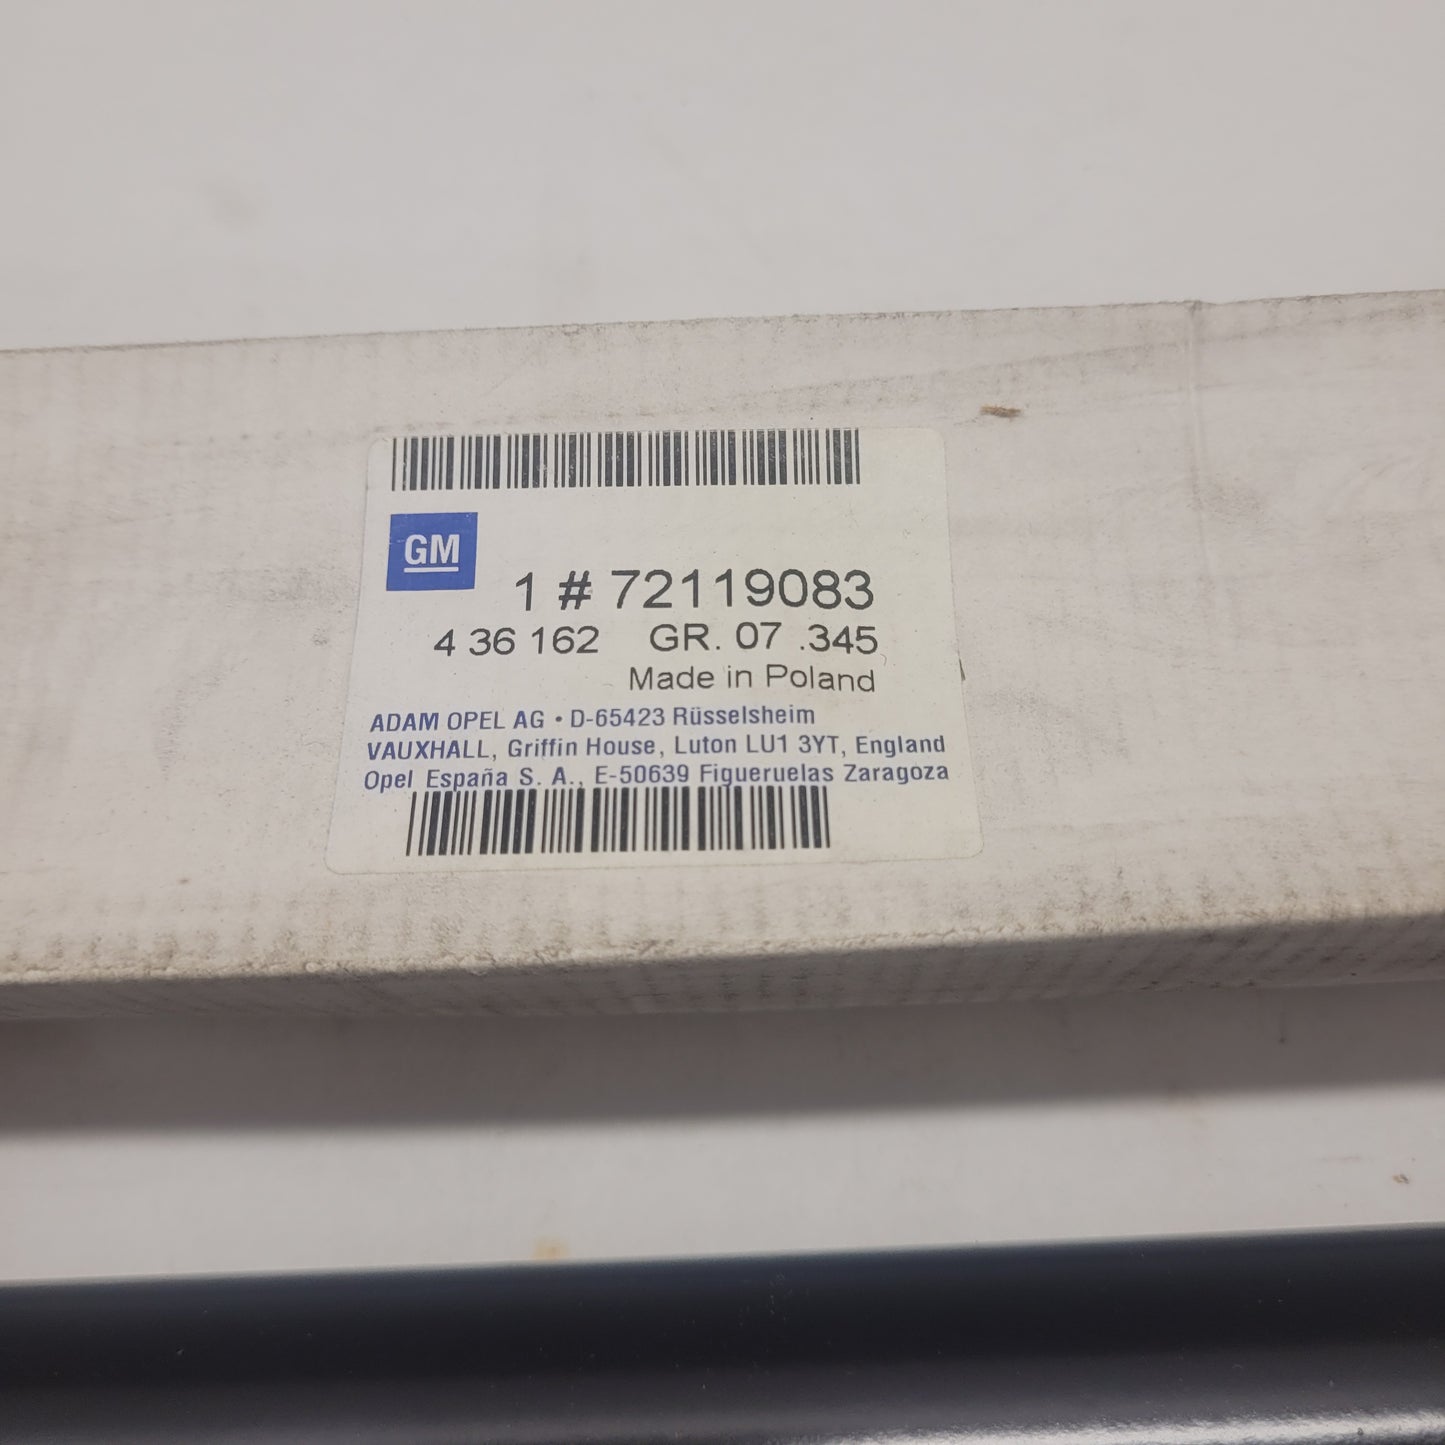 GM
1 # 72119083
4 36 162 GR. 07 .345
Made in Poland
ADAM OPEL AG • D-65423 Rüsselsheim
VAUXHALL, Griffin House, Luton LU1 3YT, England
Opel España S. A., E-50639 Figueruelas Zaragoza